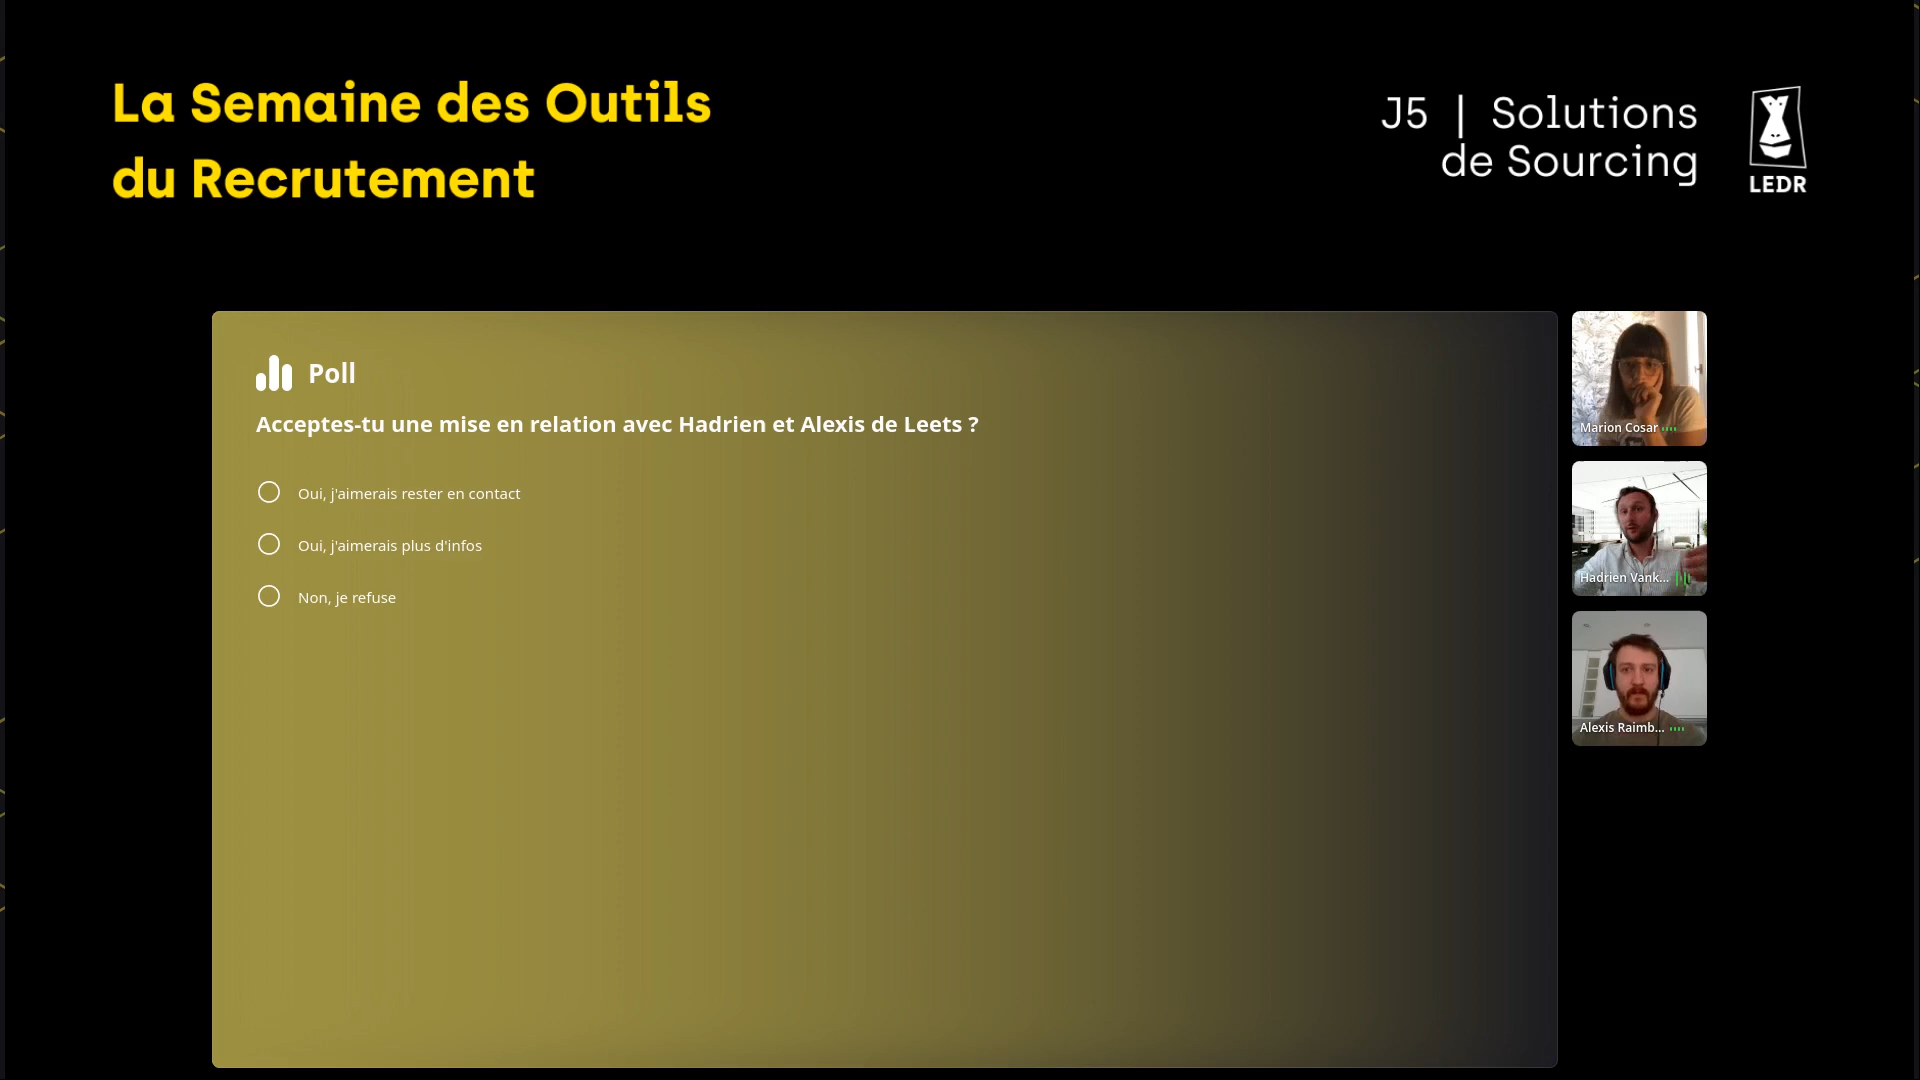 La Semaine des Outils
du Recrutement
J5 | Solutions
de Sourcing
LEDR
Poll
Acceptes-tu une mise en relation avec Hadrien et Alexis de Leets ?
Oui, j'aimerais rester en contact
Oui, j'aimerais plus d'infos
Non, je refuse
Marion Cosar
Hadrien Vank...
Alexis Raimb...